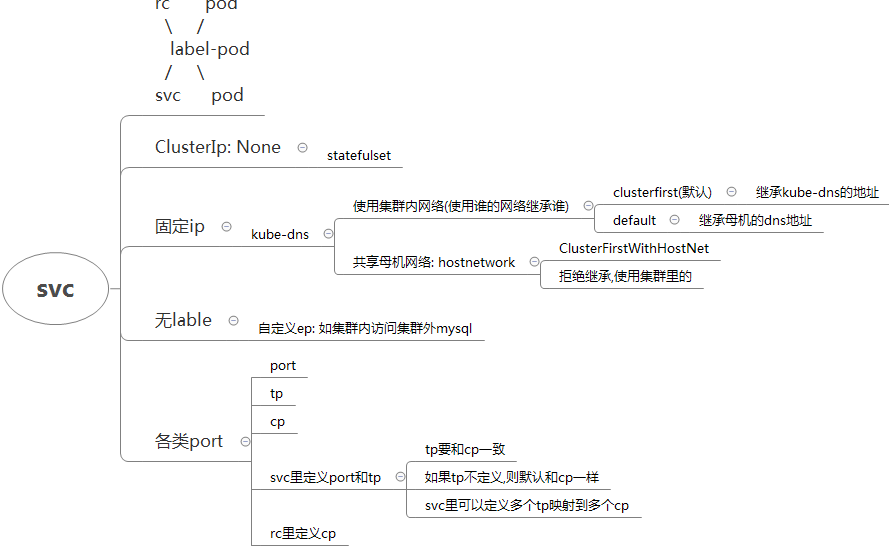 rc pod
\ /
label-pod
/ \
svc pod
ClusterIp: None
statefulset
固定ip
kube-dns
使用集群内网络(使用谁的网络继承谁)
clusterfirst(默认)
继承kube-dns的地址
default
继承母机的dns地址
共享母机网络: hostnetwork
ClusterFirstWithHostNet
拒绝继承,使用集群里的
svc
无lable
自定义ep: 如集群内访问集群外mysql
各类port
port
tp
cp
svc里定义port和tp
tp要和cp一致
如果tp不定义,则默认和cp一样
svc里可以定义多个tp映射到多个cp
rc里定义cp